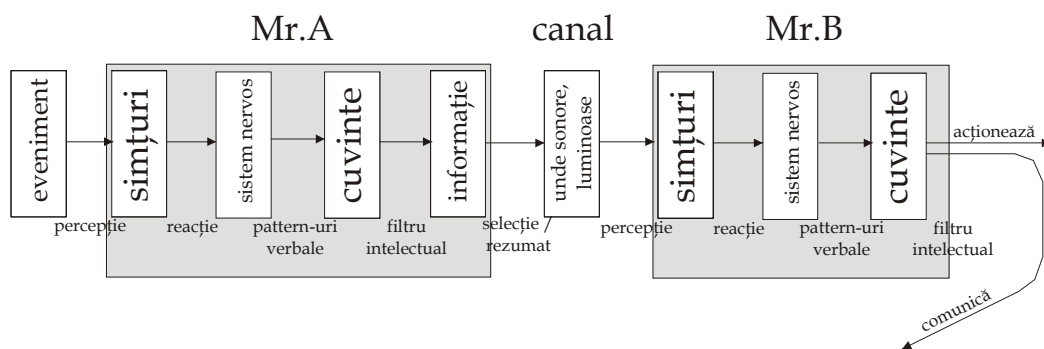 Mr.A
canal
Mr.B
eveniment
simțuri
sistem nervos
cuvinte
informație
unde sonore,
luminoase
simțuri
sistem nervos
cuvinte
acționează
percepție
reacție
pattern-uri
verbale
filtru
intelectual
selecție /
rezumat
percepție
reacție
pattern-uri
verbale
filtru
intelectual
comunică